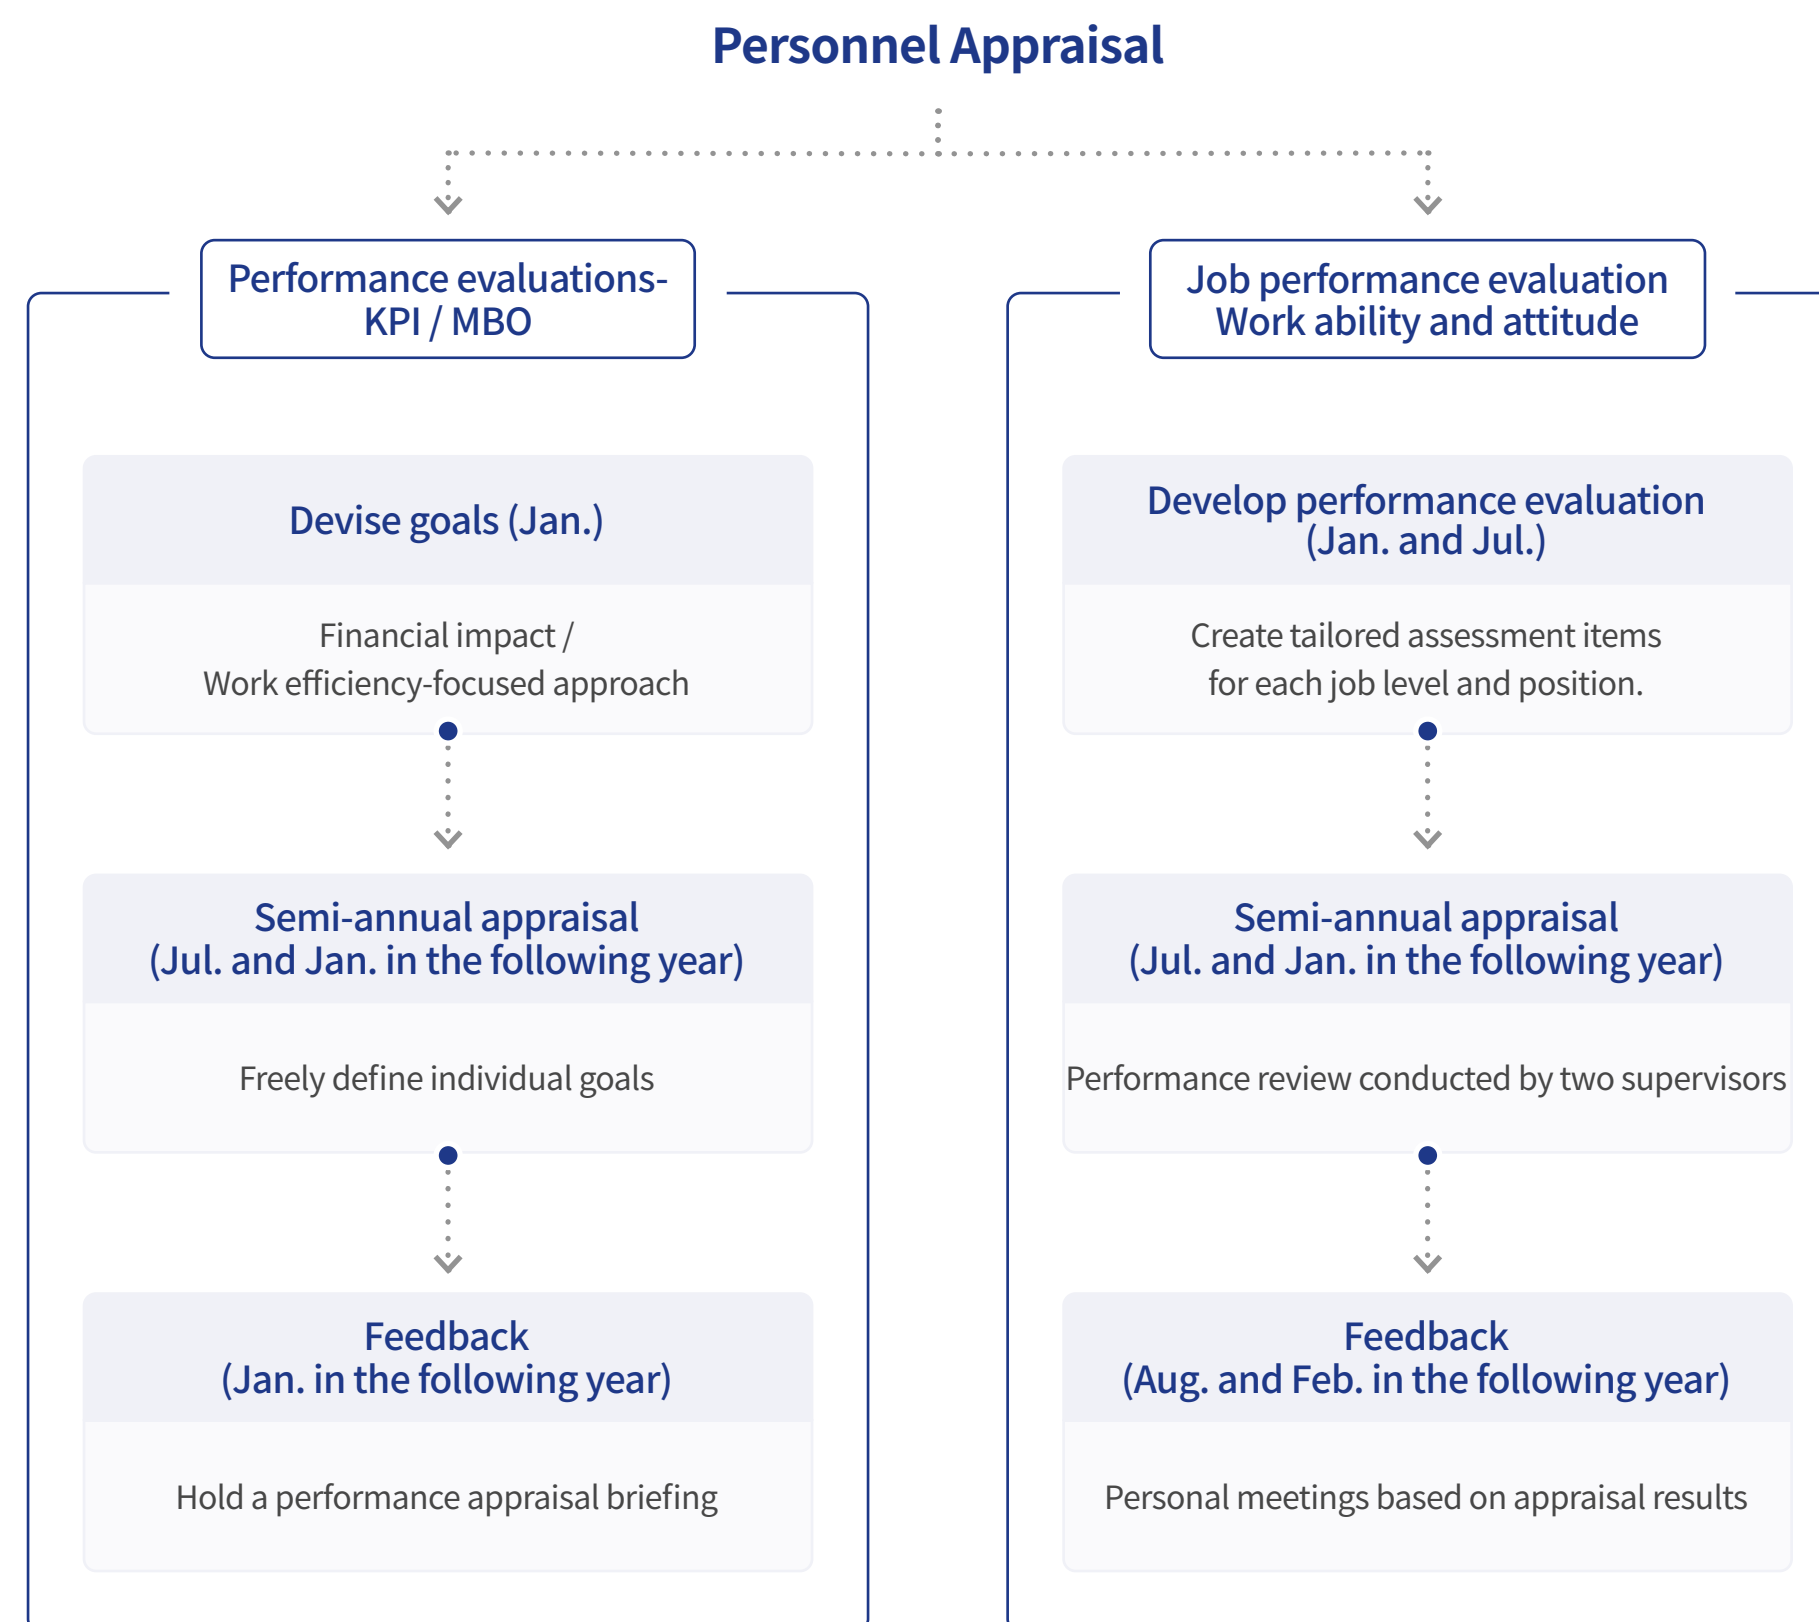 Personnel Appraisal
Performance evaluations-
KPI / MBO
Devise goals (Jan.)
Financial impact /
Work efficiency-focused approach
Semi-annual appraisal
(Jul. and Jan. in the following year)
Freely define individual goals
Feedback
(Jan. in the following year)
Hold a performance appraisal briefing
Job performance evaluation
Work ability and attitude
Develop performance evaluation
(Jan. and Jul.)
Create tailored assessment items
for each job level and position.
Semi-annual appraisal
(Jul. and Jan. in the following year)
Performance review conducted by two supervisors
Feedback
(Aug. and Feb. in the following year)
Personal meetings based on appraisal results